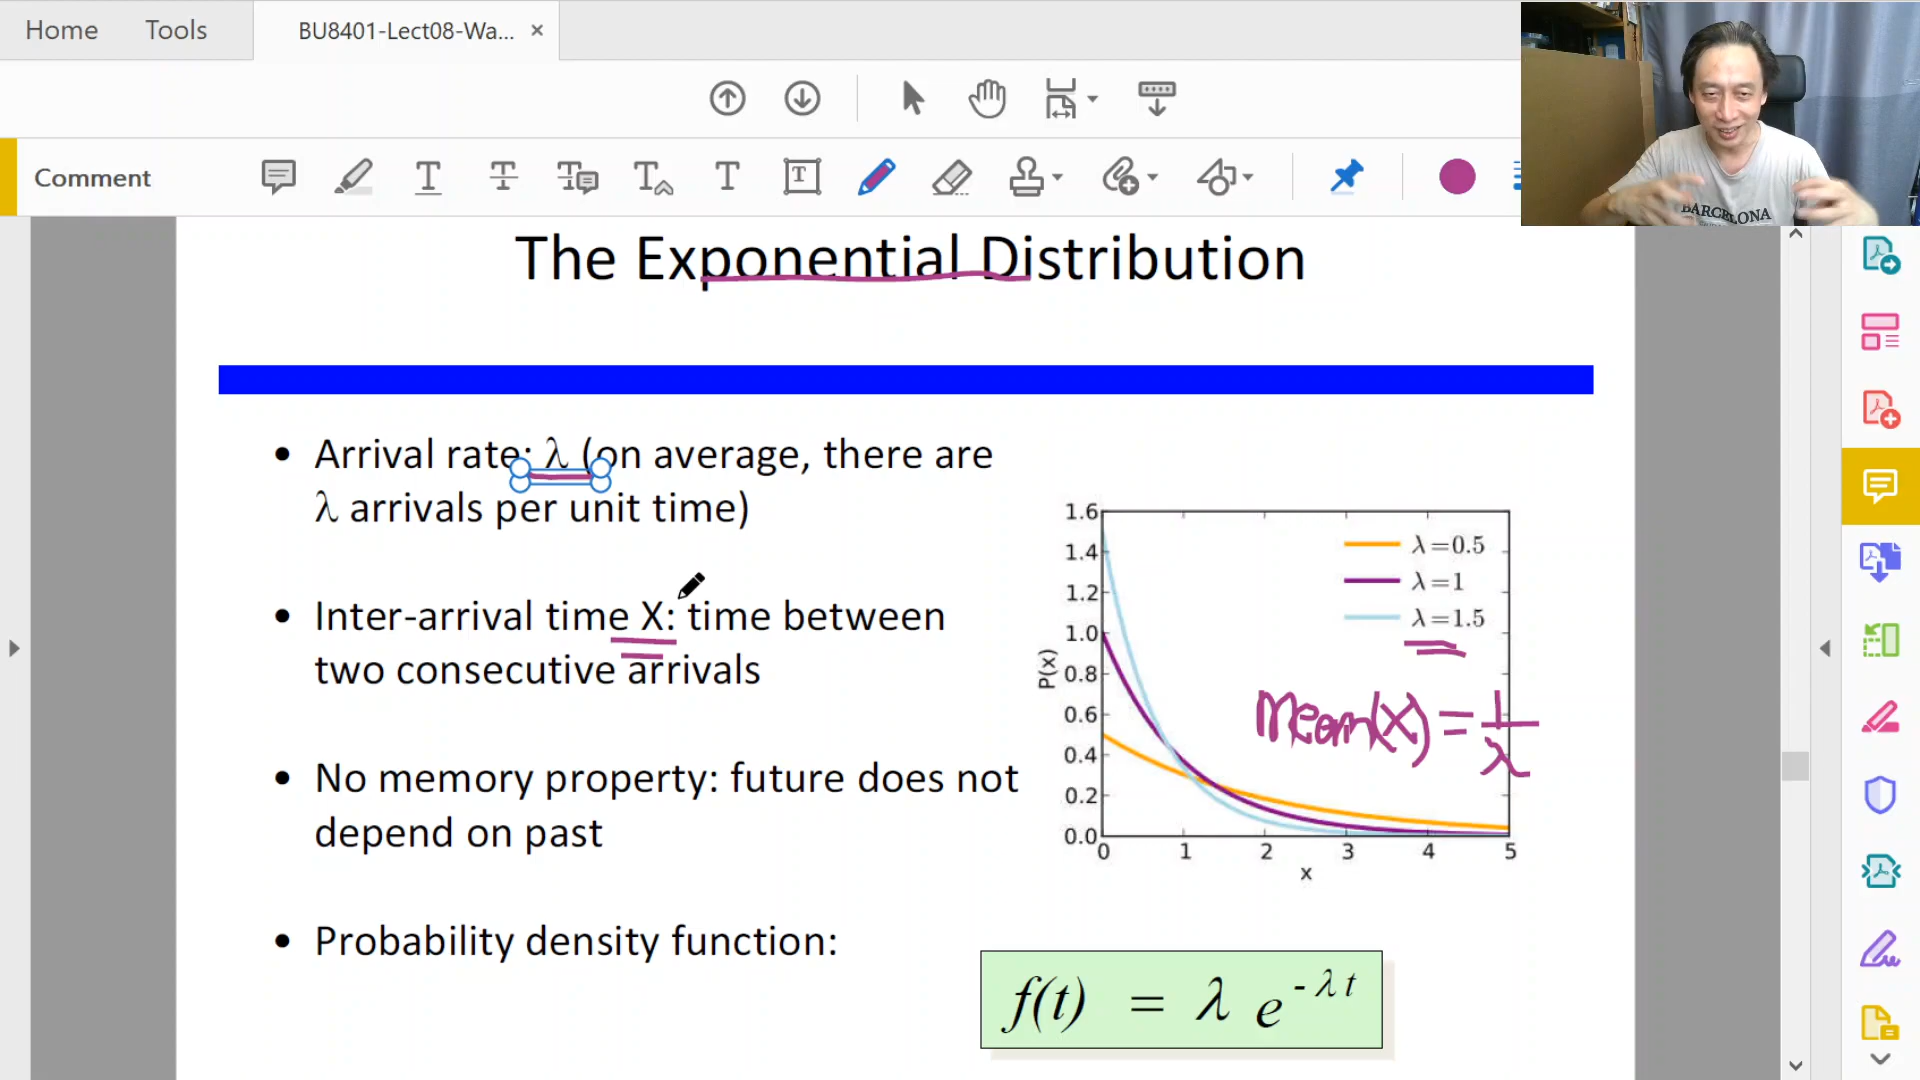 Home
Tools
BU8401-Lect08-Wa...
Comment
BARCELONA
The Exponential Distribution
• Arrival rate: λ (on average, there are
λ arrivals per unit time)
• Inter-arrival time X: time between
two consecutive arrivals
• No memory property: future does not
depend on past
• Probability density function:
1.6
1.4
1.2
1.0
0.8
0.6
0.4
0.2
0.0
P(x)
λ=0.5
λ=1
λ=1.5
mean(X) = 1/λ
0 1 2 3 4 5
x
f(t) = λ e^{-λt}